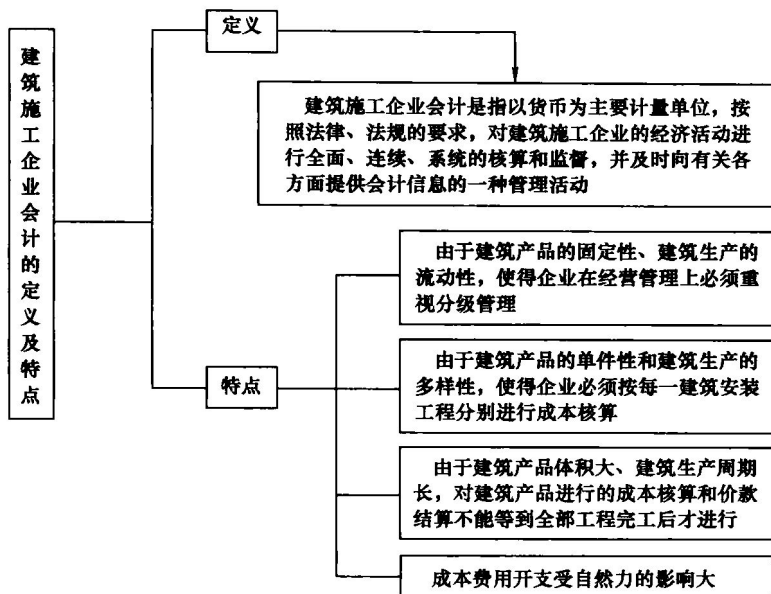 建筑施工企业会计的定义及特点
定义
建筑施工企业会计是指以货币为主要计量单位，按
照法律、法规的要求，对建筑施工企业的经济活动进
行全面、连续、系统的核算和监督，并及时向有关各
方面提供会计信息的一种管理活动
特点
由于建筑产品的固定性、建筑生产的
流动性，使得企业在经营管理上必须重
视分级管理
由于建筑产品的单件性和建筑生产的
多样性，使得企业必须按每一建筑安装
工程分别进行成本核算
由于建筑产品体积大、建筑生产周期
长，对建筑产品进行的成本核算和价款
结算不能等到全部工程完工后才进行
成本费用开支受自然力的影响大